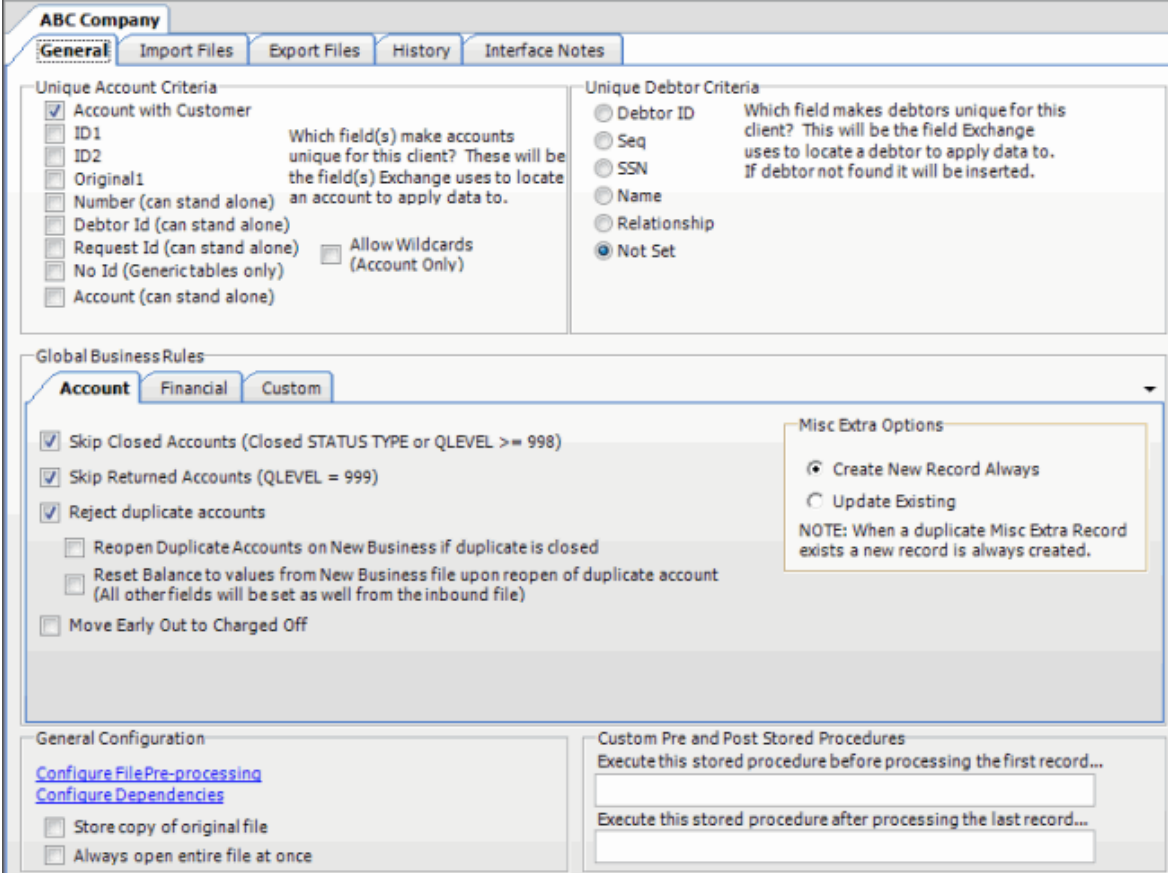 ABC Company
General
Import Files
Export Files
History
Interface Notes
Unique Account Criteria
Account with Customer
ID1
ID2
Original1
Number (can stand alone)
Debtor Id (can stand alone)
Request Id (can stand alone)
No Id (Generic tables only)
Account (can stand alone)
Which field(s) make accounts
unique for this client? These will be
the field(s) Exchange uses to locate
an account to apply data to.
Allow Wildcards
(Account Only)
Unique Debtor Criteria
Debtor ID
Seq
SSN
Name
Relationship
Not Set
Which field makes debtors unique for this
client? This will be the field Exchange
uses to locate a debtor to apply data to.
If debtor not found it will be inserted.
Global Business Rules
Account
Financial
Custom
Skip Closed Accounts (Closed STATUS TYPE or QLEVEL >= 998)
Skip Returned Accounts (QLEVEL = 999)
Reject duplicate accounts
Reopen Duplicate Accounts on New Business if duplicate is closed
Reset Balance to values from New Business file upon reopen of duplicate account
(All other fields will be set as well from the inbound file)
Move Early Out to Charged Off
Misc Extra Options
Create New Record Always
Update Existing
NOTE: When a duplicate Misc Extra Record
exists a new record is always created.
General Configuration
Configure File Pre-processing
Configure Dependencies
Store copy of original file
Always open entire file at once
Custom Pre and Post Stored Procedures
Execute this stored procedure before processing the first record...
Execute this stored procedure after processing the last record...